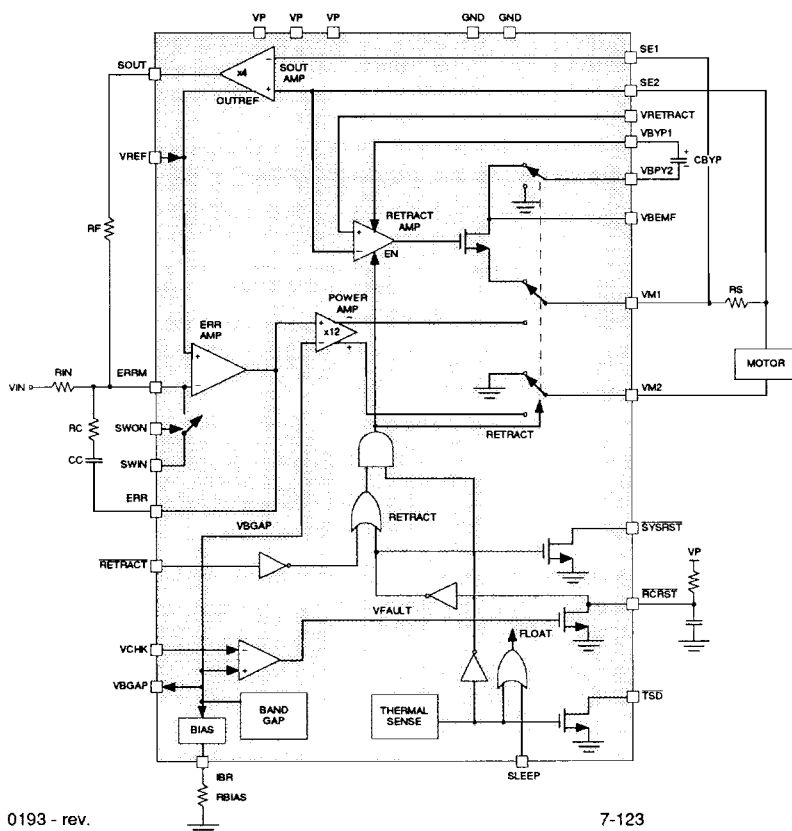 VP VP VP GND GND
SOUT
x4
SOUT AMP
OUTREF
SE1
SE2
VRETRACT
VREF
VBYP1
CBYP
+
VBPY2
RF
RETRACT AMP
+
-
EN
VBEMF
POWER AMP
+
-
x12
-
+
VM1
RS
ERR AMP
+
-
MOTOR
VIN
RIN
ERRM
VM2
RC
SWON
CC
SWIN
RETRACT
ERR
VBGAP
RETRACT
SYSRST
RETRACT
VP
RCRST
VFAULT
FLOAT
VCHK
-
+
VBGAP
BAND GAP
THERMAL SENSE
TSD
BIAS
IBR
SLEEP
RBIAS
0193 - rev.
7-123